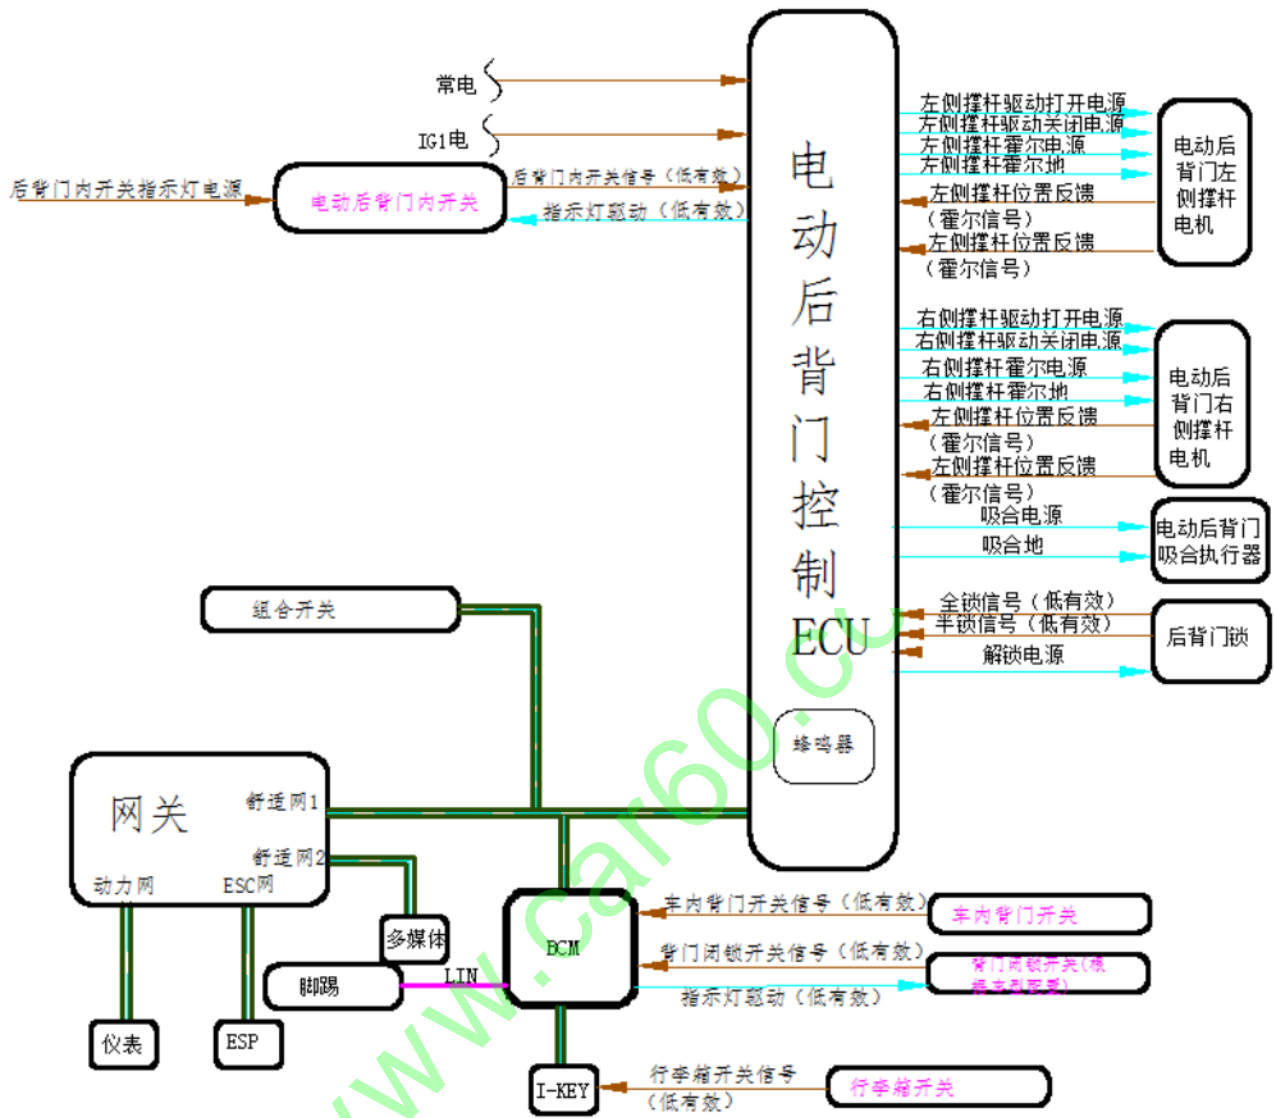 常电
IG1电
后背门内开关指示灯电源
电动后背门内开关
后背门内开关信号（低有效）
指示灯驱动（低有效）
电动后背门控制ECU
蜂鸣器
左侧撑杆驱动打开电源
左侧撑杆驱动关闭电源
左侧撑杆霍尔电源
左侧撑杆霍尔地
左侧撑杆位置反馈
（霍尔信号）
左侧撑杆位置反馈
（霍尔信号）
电动后
背门左
侧撑杆
电机
右侧撑杆驱动打开电源
右侧撑杆驱动关闭电源
右侧撑杆霍尔电源
右侧撑杆霍尔地
左侧撑杆位置反馈
（霍尔信号）
左侧撑杆位置反馈
（霍尔信号）
电动后
背门右
侧撑杆
电机
吸合电源
吸合地
电动后背门
吸合执行器
全锁信号（低有效）
半锁信号（低有效）
解锁电源
后背门锁
组合开关
网关
舒适网1
舒适网2
动力网
ESC网
多媒体
脚踢
LIN
仪表
ESP
BCM
车内背门开关信号（低有效）
车内背门开关
背门闭锁开关信号（低有效）
指示灯驱动（低有效）
背门闭锁开关(根
据车型配置)
I-KEY
行李箱开关信号
（低有效）
行李箱开关
www.car60.cu